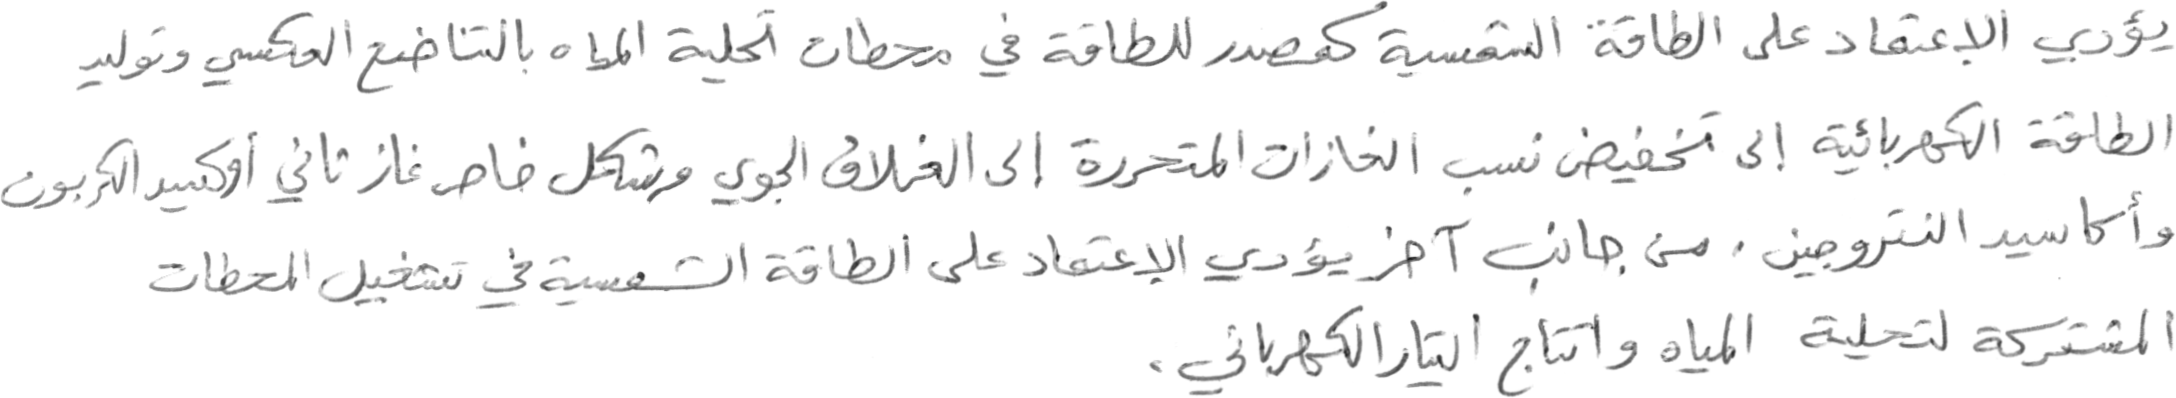 يؤدي الإعتماد على الطاقة الشمسية كمصدر للطاقة في محطات تحلية المياه بالتناضح العكسي وتوليد
الطاقة الكهربائية إلى تخفيض نسب الغازات المتحررة إلى الغلاف الجوي وبشكل خاص غاز ثاني أوكسيد الكربون
وأكاسيد النتروجين. من جانب آخر يؤدي الإعتماد على الطاقة الشمسية في تشغيل المحطات
المشتركة لتحلية المياه وانتاج التيار الكهربائي.